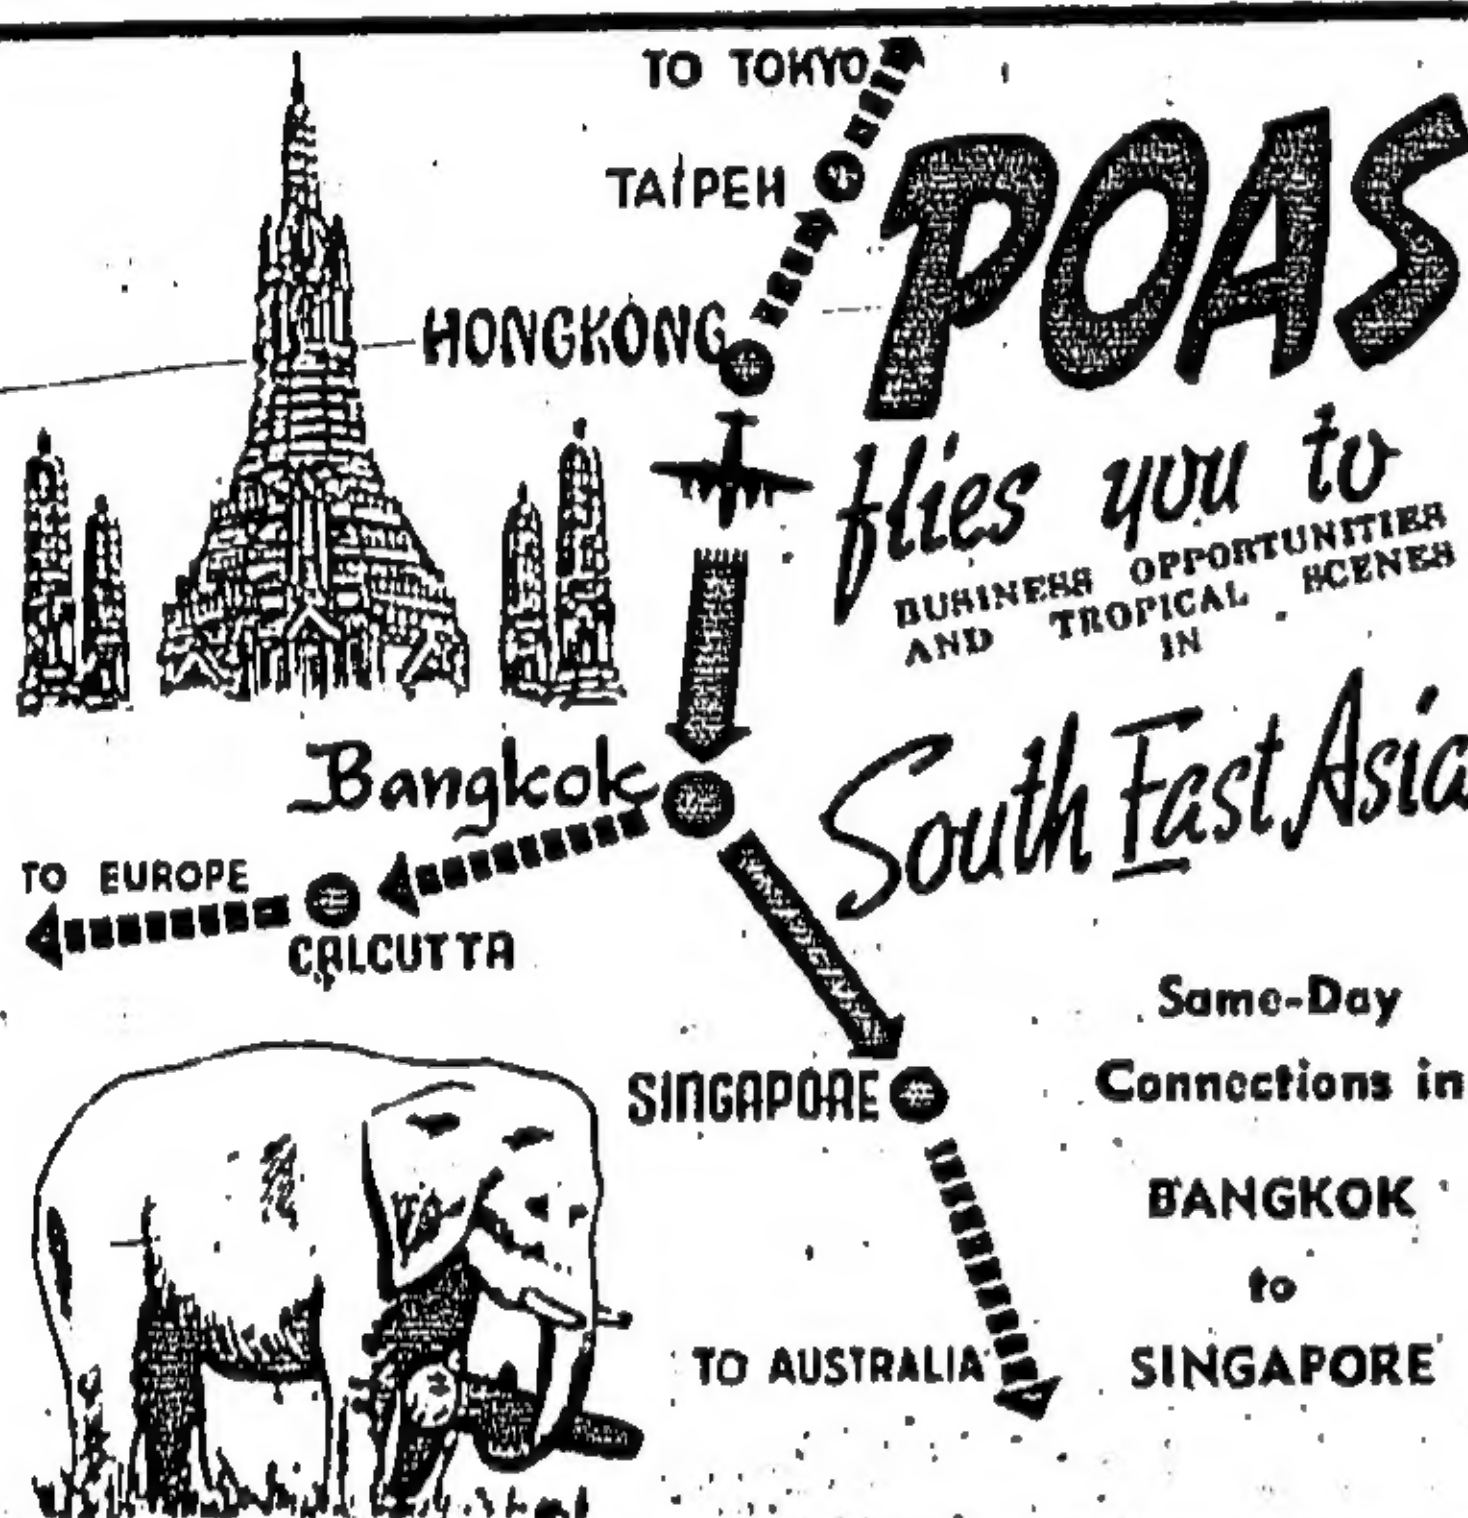 TO TOKYO
TAIPEH
HONGKONG
POAS
flies you to
BUSINESS OPPORTUNITIES
AND TROPICAL SCENES
IN
South East Asia
Bangkok
TO EUROPE
CALCUTTA
SINGAPORE
TO AUSTRALIA
Same-Day
Connections in
BANGKOK
to
SINGAPORE